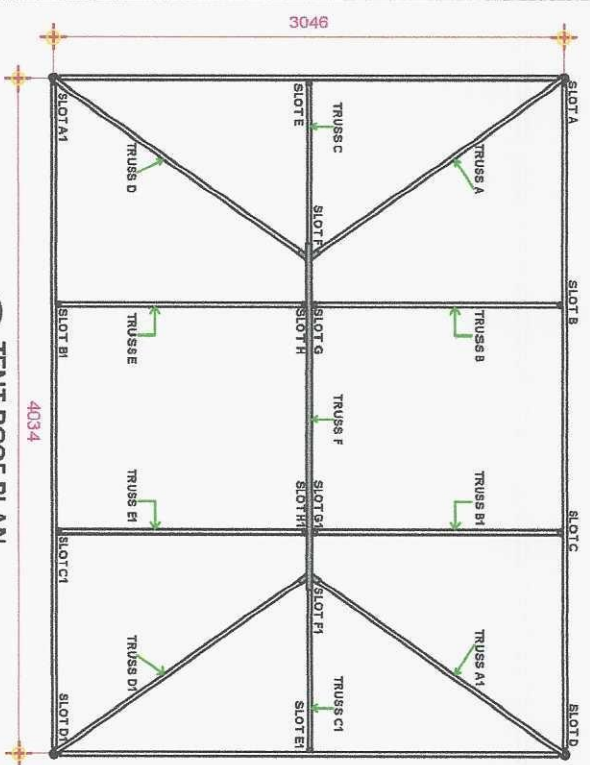 3046
SLOT A
SLOT E
SLOT A1
TRUSS C
TRUSS A
TRUSS D
SLOT F
SLOT B
SLOT G
SLOT H
SLOT B1
TRUSS B
TRUSS E
TRUSS F
4034
TENT ROOF PLAN
TRUSS B1
TRUSS E1
SLOT G1
SLOT H1
SLOT C
SLOT C1
SLOT F1
TRUSS A1
TRUSS D1
TRUSS C1
SLOT D
SLOT E1
SLOT D1